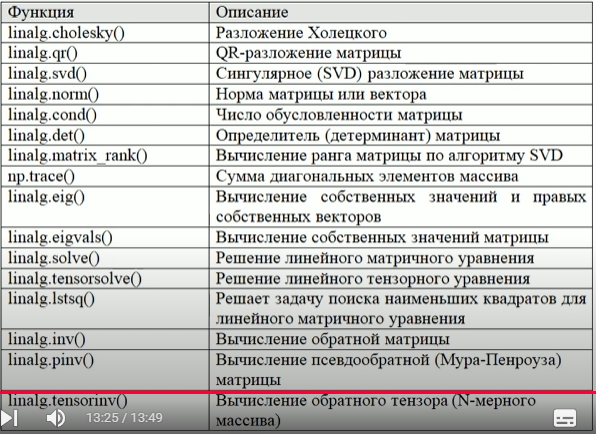 Функция Описание
linalg.cholesky() Разложение Холецкого
linalg.qr() QR-разложение матрицы
linalg.svd() Сингулярное (SVD) разложение матрицы
linalg.norm() Норма матрицы или вектора
linalg.cond() Число обусловленности матрицы
linalg.det() Определитель (детерминант) матрицы
linalg.matrix_rank() Вычисление ранга матрицы по алгоритму SVD
np.trace() Сумма диагональных элементов массива
linalg.eig() Вычисление собственных значений и правых
собственных векторов
linalg.eigvals() Вычисление собственных значений матрицы
linalg.solve() Решение линейного матричного уравнения
linalg.tensorsolve() Решение линейного тензорного уравнения
linalg.lstsq() Решает задачу поиска наименьших квадратов для
линейного матричного уравнения
linalg.inv() Вычисление обратной матрицы
linalg.pinv() Вычисление псевдообратной (Мура-Пенроуза)
матрицы
linalg.tensorinv() Вычисление обратного тензора (N-мерного
массива)
13:25 / 13:49